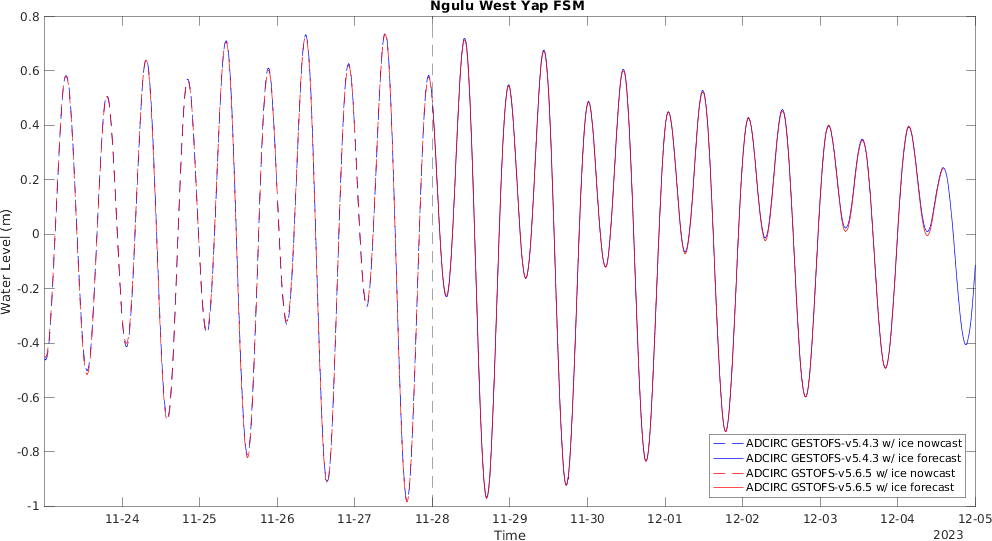 Ngulu West Yap FSM
0.8
0.6
0.4
0.2
0
-0.2
-0.4
-0.6
-0.8
-1
Water Level (m)
ADCIRC GESTOFS-v5.4.3 w/ ice nowcast
ADCIRC GESTOFS-v5.4.3 w/ ice forecast
ADCIRC GSTOFS-v5.6.5 w/ ice nowcast
ADCIRC GSTOFS-v5.6.5 w/ ice forecast
11-24 11-25 11-26 11-27 11-28 11-29 11-30 12-01 12-02 12-03 12-04 12-05
Time 2023